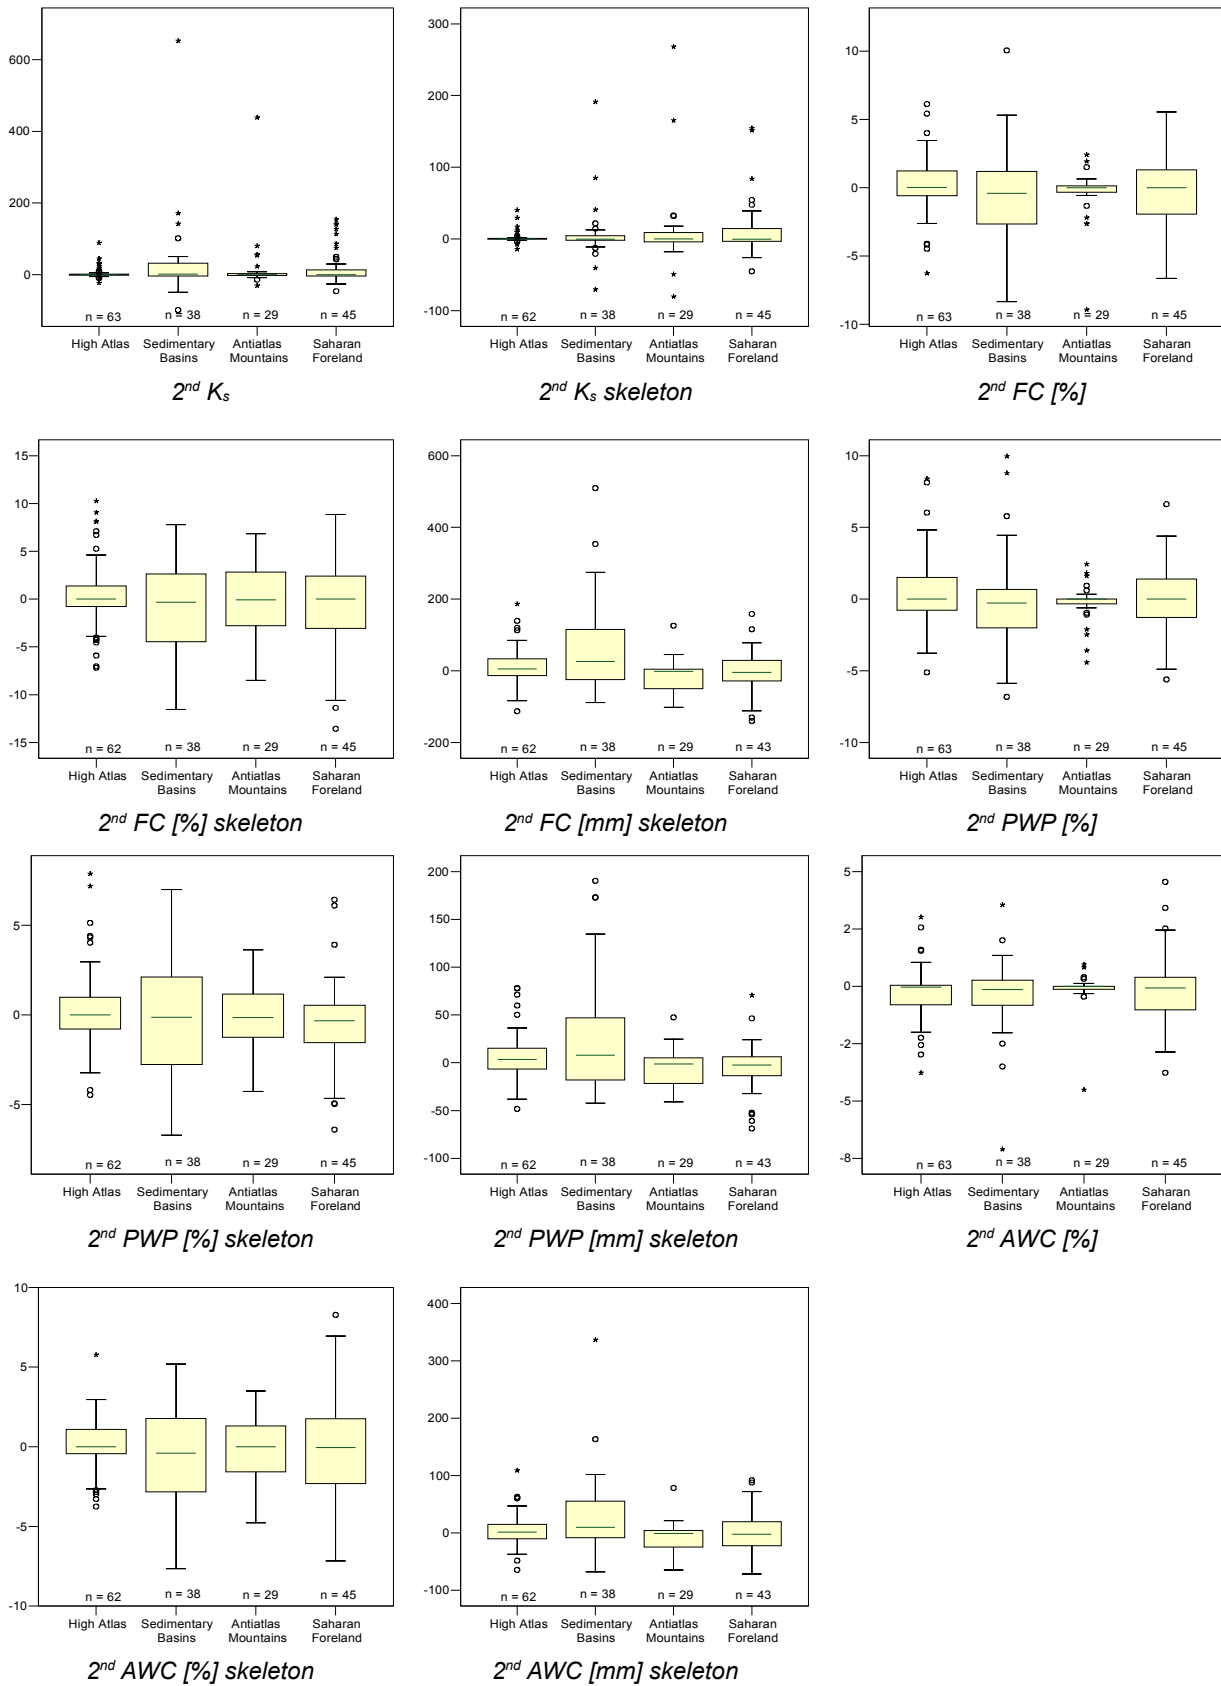 600
400
200
0
n = 63
n = 38
n = 29
n = 45
High Atlas
Sedimentary
Basins
Antiatlas
Mountains
Saharan
Foreland
2nd Ks
300
200
100
0
-100
n = 62
n = 38
n = 29
n = 45
High Atlas
Sedimentary
Basins
Antiatlas
Mountains
Saharan
Foreland
2nd Ks skeleton
10
5
0
-5
-10
n = 63
n = 38
n = 29
n = 45
High Atlas
Sedimentary
Basins
Antiatlas
Mountains
Saharan
Foreland
2nd FC [%]
15
10
5
0
-5
-10
-15
n = 62
n = 38
n = 29
n = 45
High Atlas
Sedimentary
Basins
Antiatlas
Mountains
Saharan
Foreland
2nd FC [%] skeleton
600
400
200
0
-200
n = 62
n = 38
n = 29
n = 43
High Atlas
Sedimentary
Basins
Antiatlas
Mountains
Saharan
Foreland
2nd FC [mm] skeleton
10
5
0
-5
-10
n = 63
n = 38
n = 29
n = 45
High Atlas
Sedimentary
Basins
Antiatlas
Mountains
Saharan
Foreland
2nd PWP [%]
5
0
-5
n = 62
n = 38
n = 29
n = 45
High Atlas
Sedimentary
Basins
Antiatlas
Mountains
Saharan
Foreland
2nd PWP [%] skeleton
200
150
100
50
0
-50
-100
n = 62
n = 38
n = 29
n = 43
High Atlas
Sedimentary
Basins
Antiatlas
Mountains
Saharan
Foreland
2nd PWP [mm] skeleton
5
2
0
-2
-5
-8
n = 63
n = 38
n = 29
n = 45
High Atlas
Sedimentary
Basins
Antiatlas
Mountains
Saharan
Foreland
2nd AWC [%]
10
5
0
-5
-10
n = 62
n = 38
n = 29
n = 45
High Atlas
Sedimentary
Basins
Antiatlas
Mountains
Saharan
Foreland
2nd AWC [%] skeleton
400
300
200
100
0
-100
n = 62
n = 38
n = 29
n = 43
High Atlas
Sedimentary
Basins
Antiatlas
Mountains
Saharan
Foreland
2nd AWC [mm] skeleton